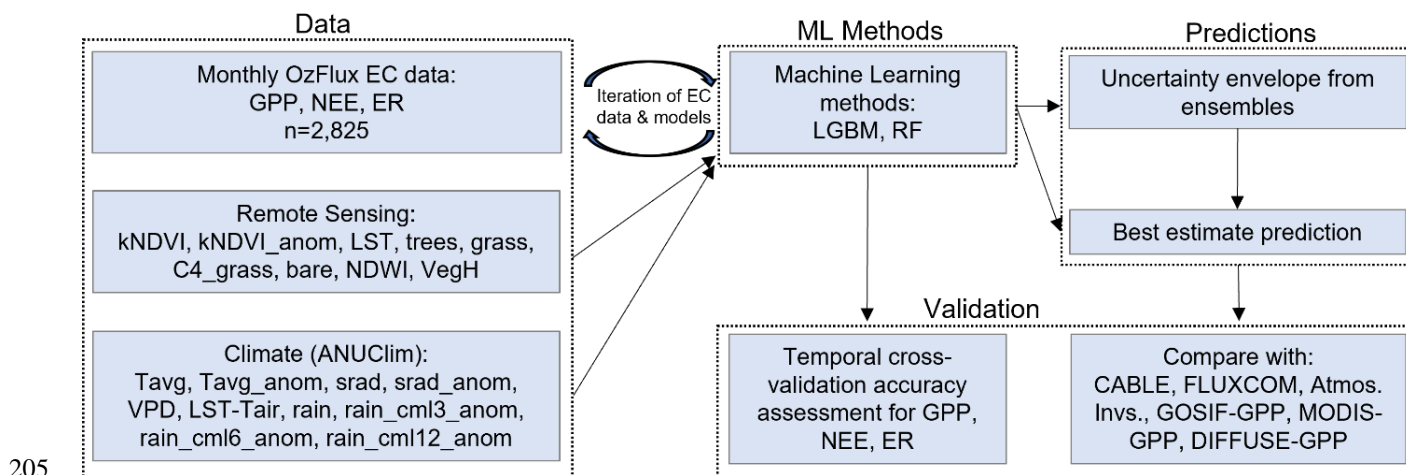 Data
Monthly OzFlux EC data:
GPP, NEE, ER
n=2,825
Remote Sensing:
kNDVI, kNDVI_anom, LST, trees, grass,
C4_grass, bare, NDWI, VegH
Climate (ANUClim):
Tavg, Tavg_anom, srad, srad_anom,
VPD, LST-Tair, rain, rain_cml3_anom,
rain_cml6_anom, rain_cml12_anom
Iteration of EC
data & models
ML Methods
Machine Learning
methods:
LGBM, RF
Predictions
Uncertainty envelope from
ensembles
Best estimate prediction
Validation
Temporal cross-
validation accuracy
assessment for GPP,
NEE, ER
Compare with:
CABLE, FLUXCOM, Atmos.
Invs., GOSIF-GPP, MODIS-
GPP, DIFFUSE-GPP
205